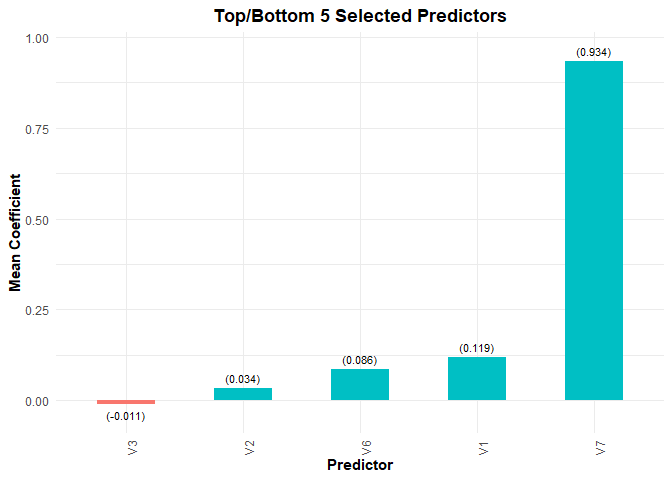 Top/Bottom 5 Selected Predictors
Mean Coefficient
1.00
0.75
0.50
0.25
0.00
(-0.011)
(0.034)
(0.086)
(0.119)
(0.934)
V3
V2
V6
V1
V7
Predictor